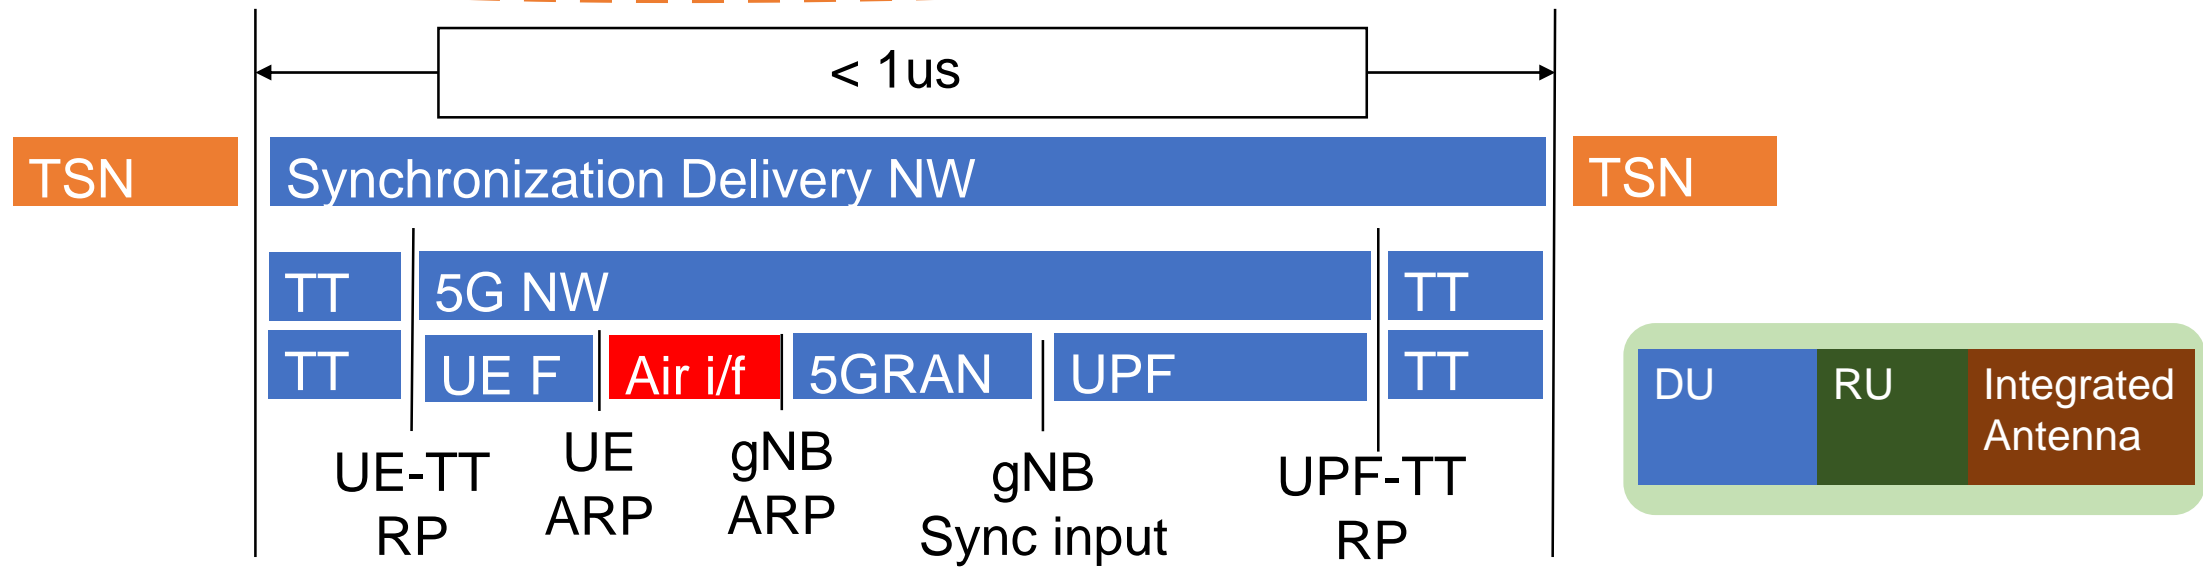 < 1us
TSN
Synchronization Delivery NW
TSN
TT
5G NW
TT
TT
UE F
Air i/f
5GRAN
UPF
TT
UE-TT
RP
UE
ARP
gNB
ARP
gNB
Sync input
UPF-TT
RP
DU
RU
Integrated
Antenna